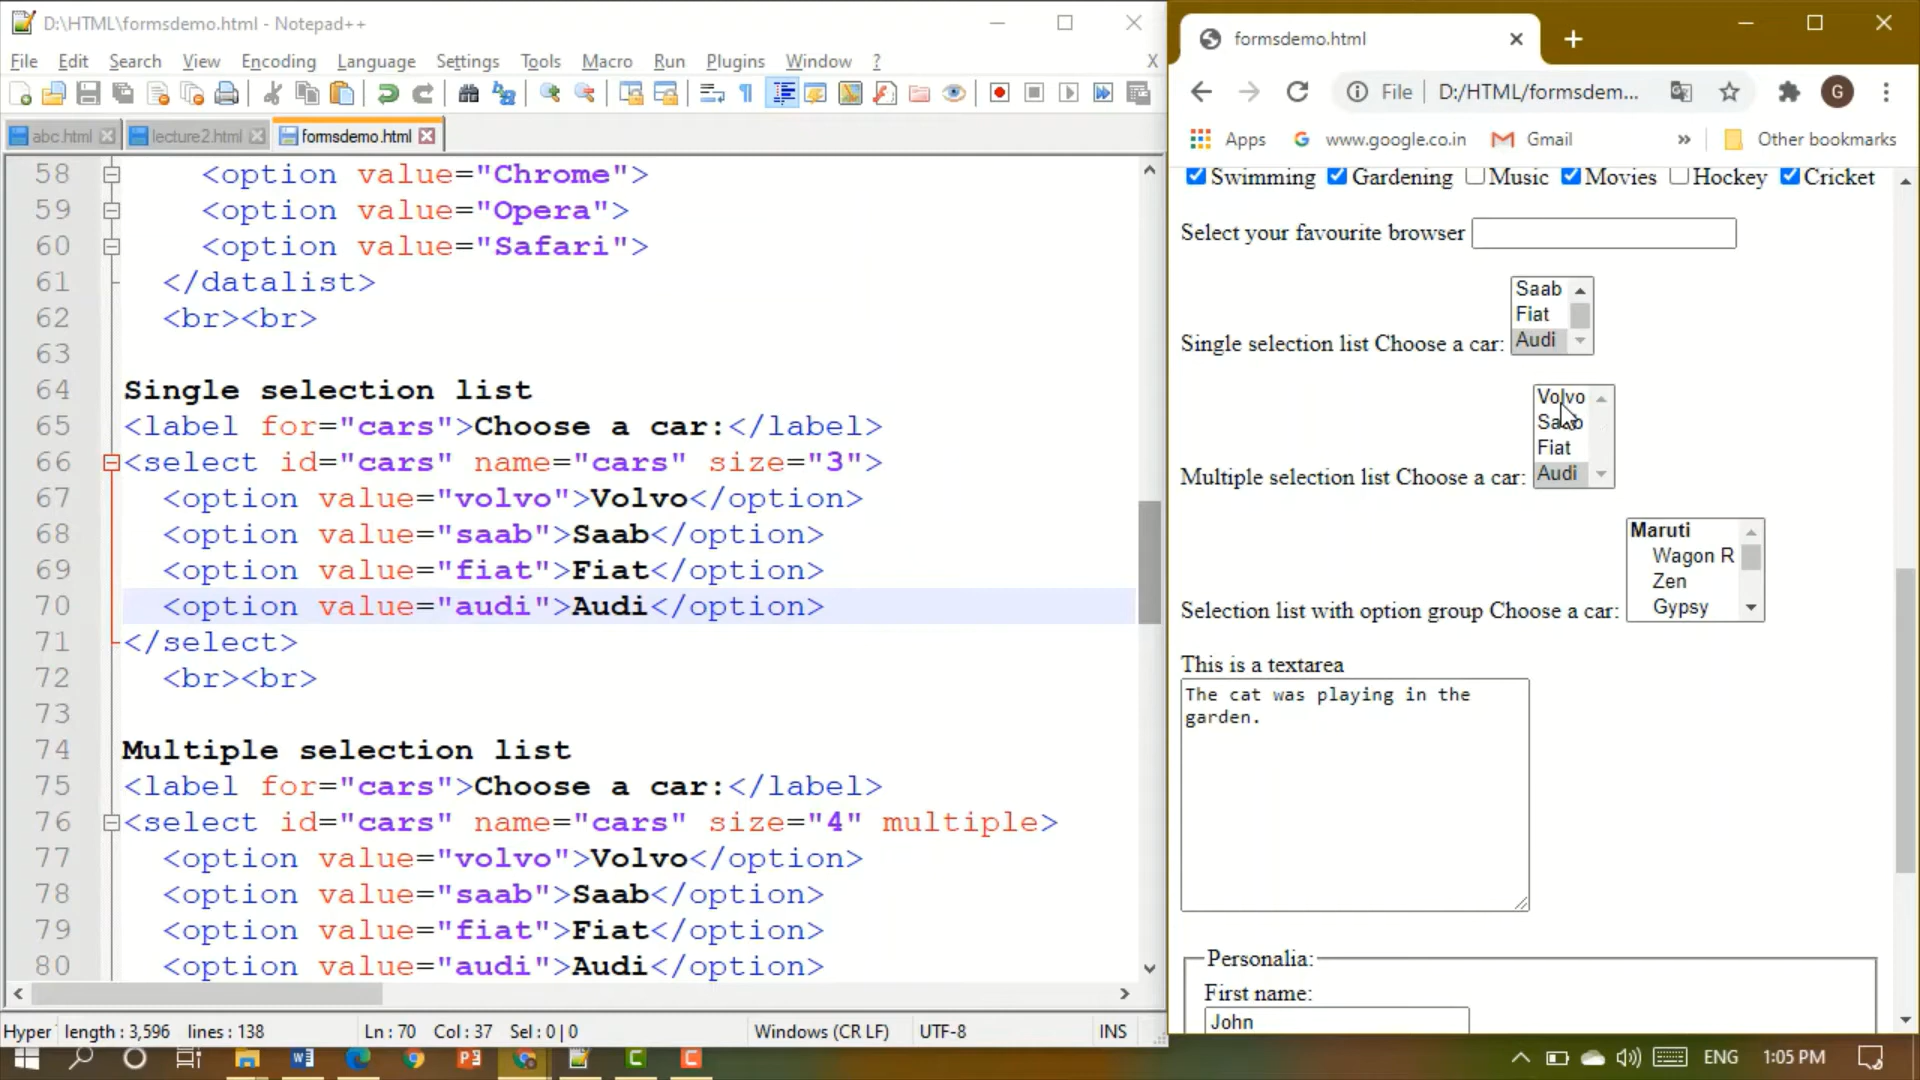 D:\HTML\formsdemo.html - Notepad++
File Edit Search View Encoding Language Settings Tools Macro Run Plugins Window ? X
abc.html lecture2.html formsdemo.html
58 <option value="Chrome">
59 <option value="Opera">
60 <option value="Safari">
61 </datalist>
62 <br><br>
63
64 Single selection list
65 <label for="cars">Choose a car:</label>
66 <select id="cars" name="cars" size="3">
67 <option value="volvo">Volvo</option>
68 <option value="saab">Saab</option>
69 <option value="fiat">Fiat</option>
70 <option value="audi">Audi</option>
71 </select>
72 <br><br>
73
74 Multiple selection list
75 <label for="cars">Choose a car:</label>
76 <select id="cars" name="cars" size="4" multiple>
77 <option value="volvo">Volvo</option>
78 <option value="saab">Saab</option>
79 <option value="fiat">Fiat</option>
80 <option value="audi">Audi</option>
Hyper length : 3,596 lines : 138 Ln : 70 Col : 37 Sel : 0 | 0 Windows (CR LF) UTF-8 INS
formsdemo.html
File D:/HTML/formsdem... G
Apps www.google.co.in Gmail » Other bookmarks
Swimming Gardening Music Movies Hockey Cricket
Select your favourite browser
Saab
Fiat
Single selection list Choose a car: Audi
Volvo
Saab
Fiat
Multiple selection list Choose a car: Audi
Maruti
Wagon R
Zen
Selection list with option group Choose a car: Gypsy
This is a textarea
The cat was playing in the
garden.
Personalia:
First name:
John
ENG 1:05 PM